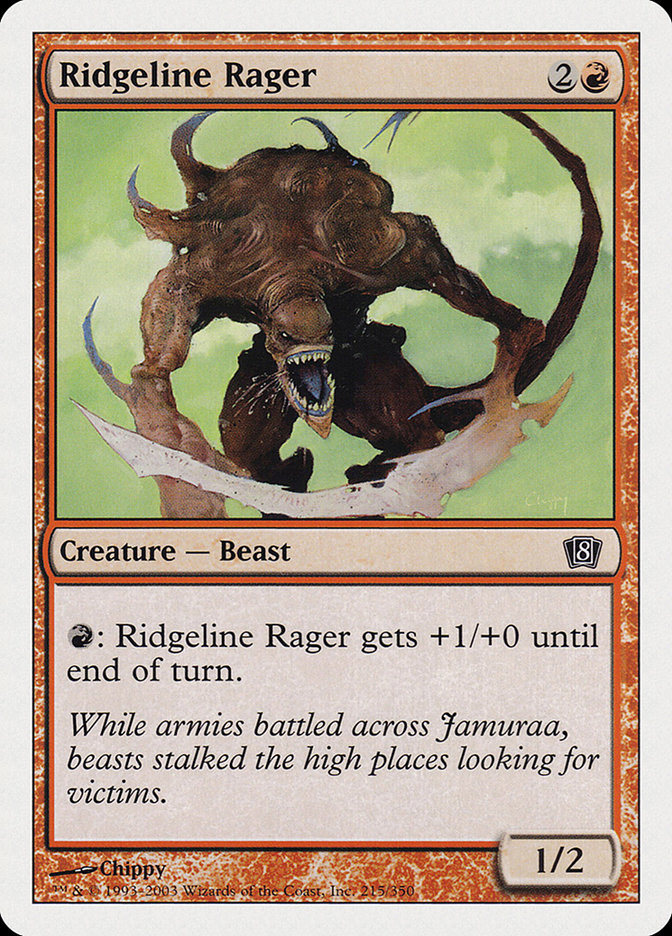 Ridgeline Rager 2
Chippy
Creature — Beast 8
: Ridgeline Rager gets +1/+0 until
end of turn.
While armies battled across Jamuraa,
beasts stalked the high places looking for
victims.
1/2
Chippy
™ & © 1993–2003 Wizards of the Coast, Inc. 215/350